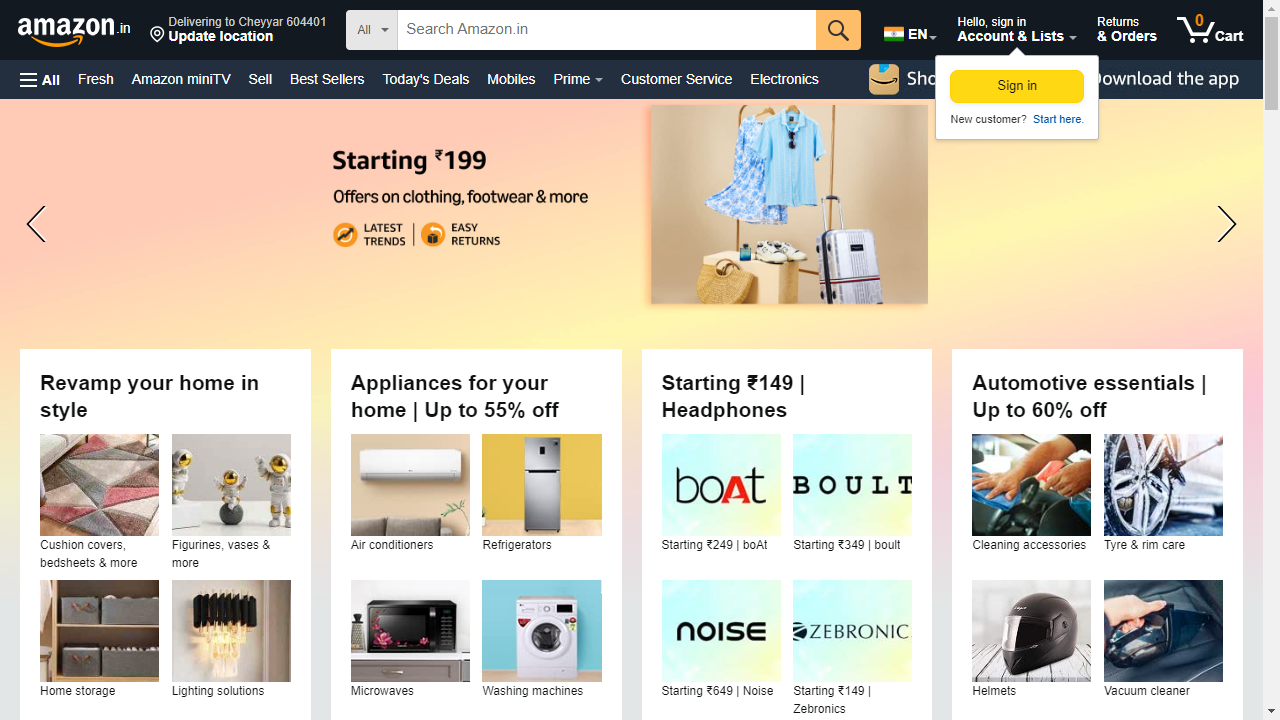 amazon.in
Delivering to Cheyyar 604401
Update location
All
Search Amazon.in
EN
Hello, sign in
Account & Lists
Returns
& Orders
0
Cart
All
Fresh
Amazon miniTV
Sell
Best Sellers
Today's Deals
Mobiles
Prime
Customer Service
Electronics
Sho
Download the app
Sign in
New customer? Start here.
Starting ₹199
Offers on clothing, footwear & more
LATEST
TRENDS
EASY
RETURNS
Revamp your home in
style
Cushion covers,
bedsheets & more
Figurines, vases &
more
Home storage
Lighting solutions
Appliances for your
home | Up to 55% off
Air conditioners
Refrigerators
Microwaves
Washing machines
Starting ₹149 |
Headphones
boAt
Starting ₹249 | boAt
BOULT
Starting ₹349 | boult
NOISE
Starting ₹649 | Noise
ZEBRONIC
Starting ₹149 |
Zebronics
Automotive essentials |
Up to 60% off
Cleaning accessories
Tyre & rim care
Helmets
Vacuum cleaner